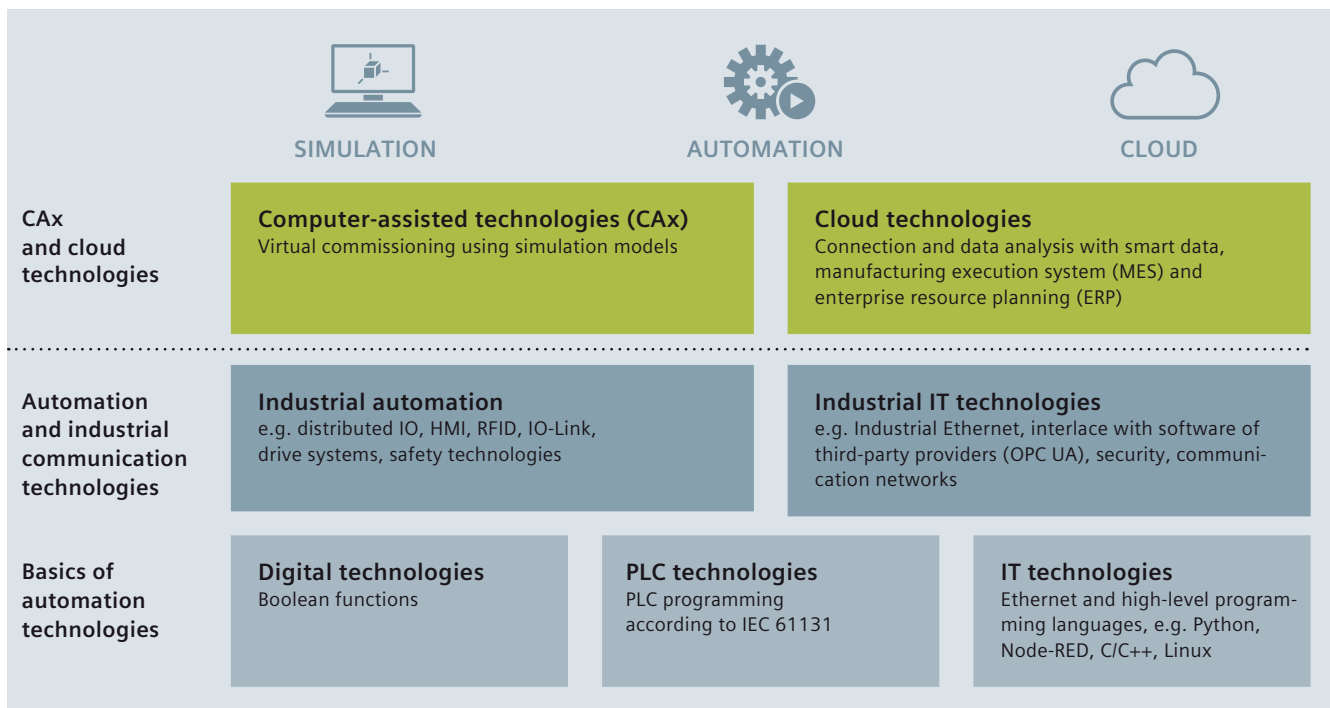 SIMULATION
AUTOMATION
CLOUD
CAx
and cloud
technologies
Computer-assisted technologies (CAx)
Virtual commissioning using simulation models
Cloud technologies
Connection and data analysis with smart data,
manufacturing execution system (MES) and
enterprise resource planning (ERP)
Automation
and industrial
communication
technologies
Industrial automation
e.g. distributed IO, HMI, RFID, IO-Link,
drive systems, safety technologies
Industrial IT technologies
e.g. Industrial Ethernet, interlace with software of
third-party providers (OPC UA), security, communi-
cation networks
Basics of
automation
technologies
Digital technologies
Boolean functions
PLC technologies
PLC programming
according to IEC 61131
IT technologies
Ethernet and high-level program-
ming languages, e.g. Python,
Node-RED, C/C++, Linux